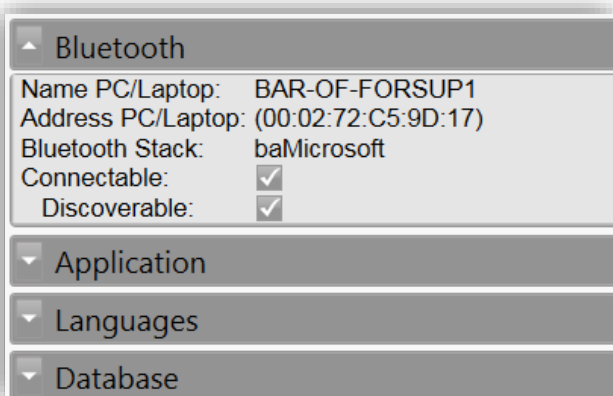 Bluetooth
Name PC/Laptop: BAR-OF-FORSUP1
Address PC/Laptop: (00:02:72:C5:9D:17)
Bluetooth Stack: baMicrosoft
Connectable:
Discoverable:
Application
Languages
Database